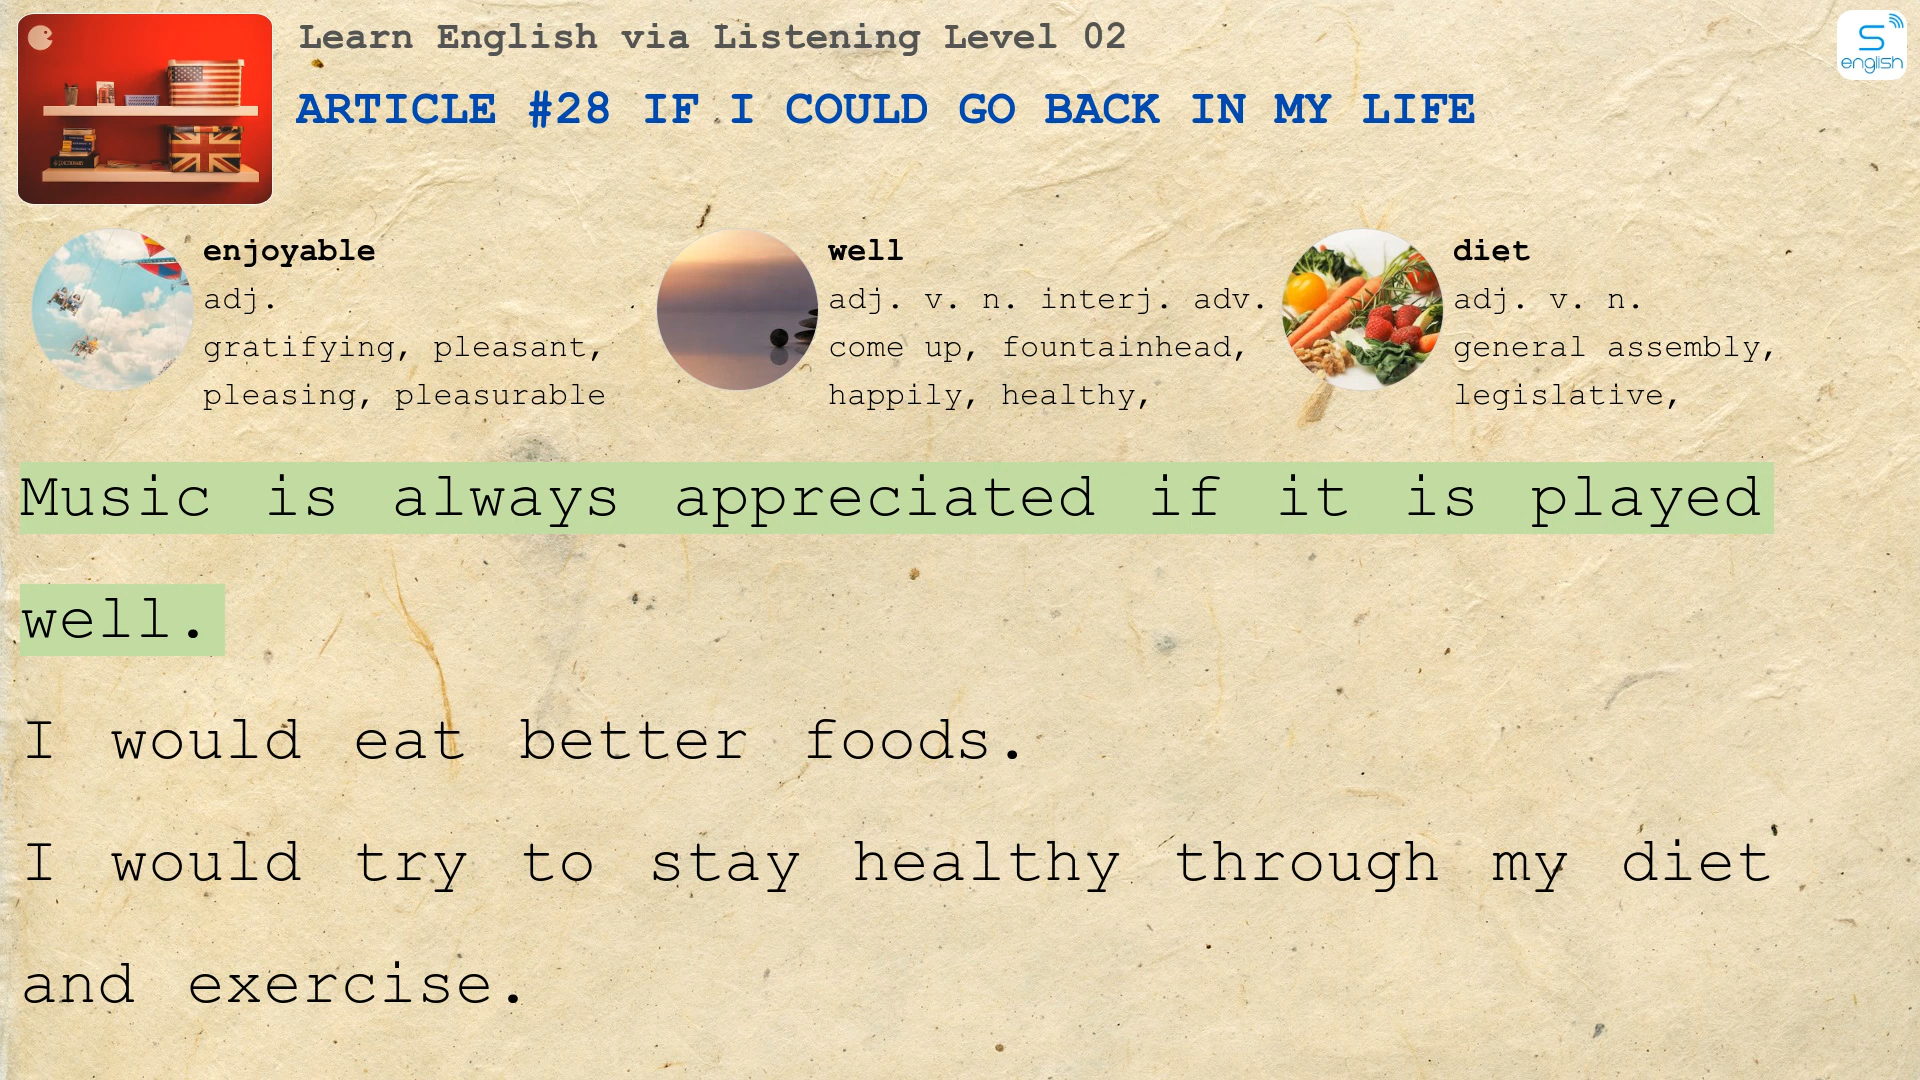 Learn English via Listening Level 02
ARTICLE #28 IF I COULD GO BACK IN MY LIFE
S
english
enjoyable
adj.
gratifying, pleasant,
pleasing, pleasurable
well
adj. v. n. interj. adv.
come up, fountainhead,
happily, healthy,
diet
adj. v. n.
general assembly,
legislative,
Music is always appreciated if it is played
well.
I would eat better foods.
I would try to stay healthy through my diet
and exercise.